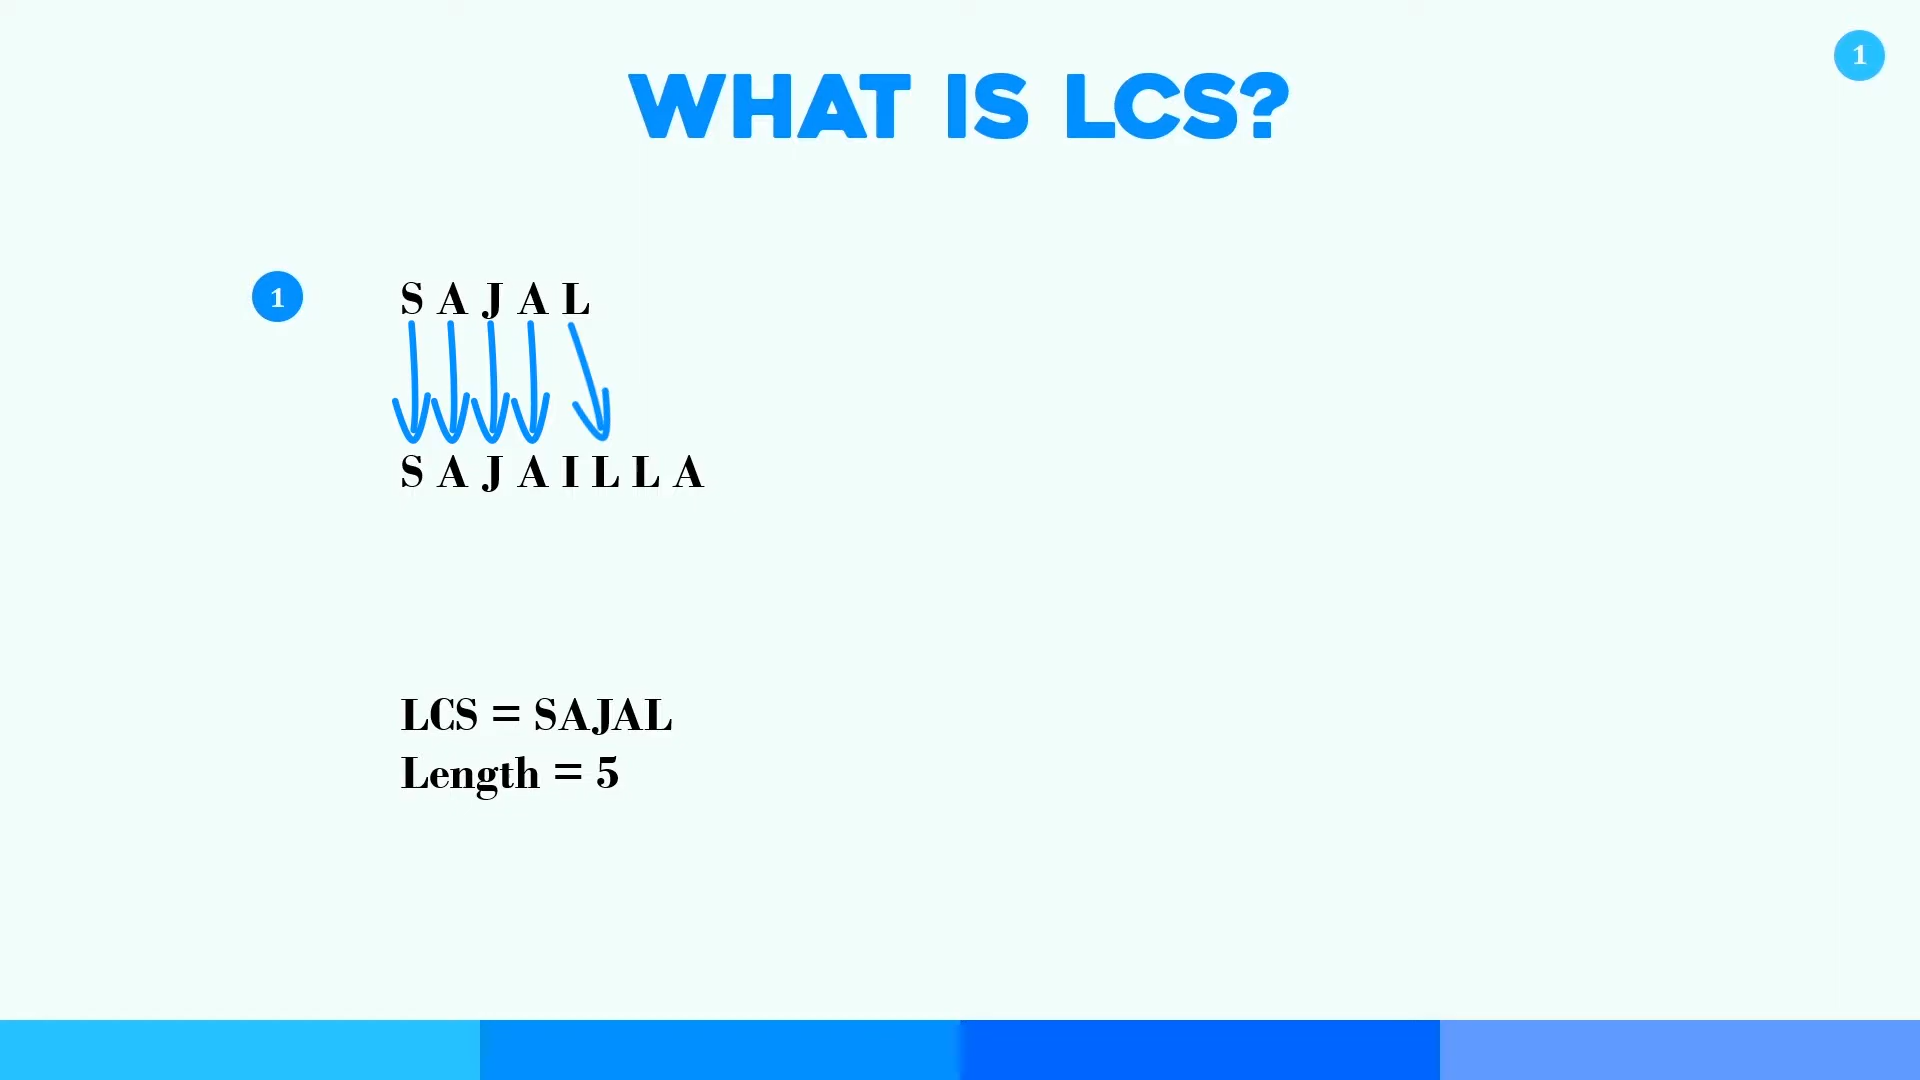 1
WHAT IS LCS?
1
S A J A L
S A J A I L L A
LCS = SAJAL
Length = 5